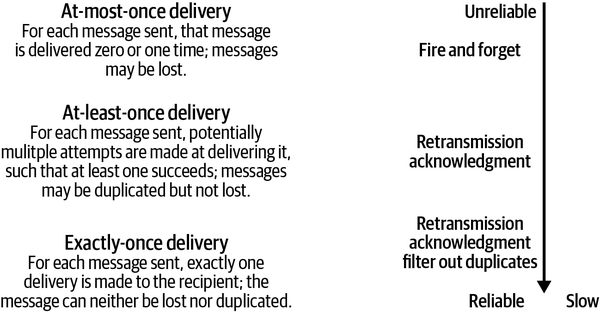 At-most-once delivery
For each message sent, that message
is delivered zero or one time; messages
may be lost.
Unreliable
Fire and forget
At-least-once delivery
For each message sent, potentially
mulitple attempts are made at delivering it,
such that at least one succeeds; messages
may be duplicated but not lost.
Retransmission
acknowledgment
Exactly-once delivery
For each message sent, exactly one
delivery is made to the recipient; the
message can neither be lost nor duplicated.
Retransmission
acknowledgment
filter out duplicates
Reliable
Slow